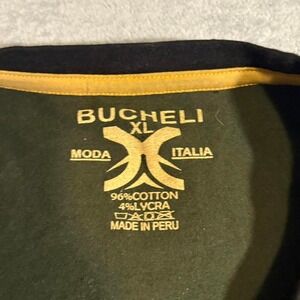 BUCHELI
XL
MODA ITALIA
96%COTTON
4%LYCRA
MADE IN PERU